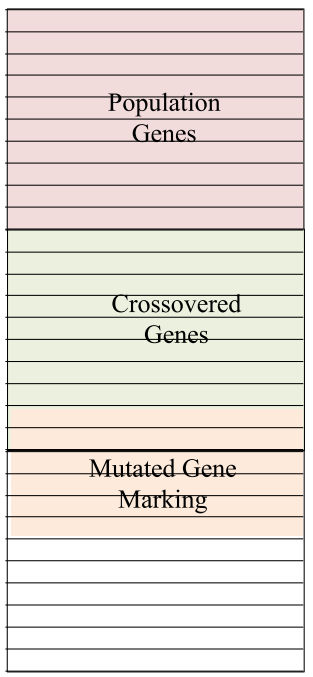 Population
Genes
Crossovered
Genes
Mutated Gene
Marking